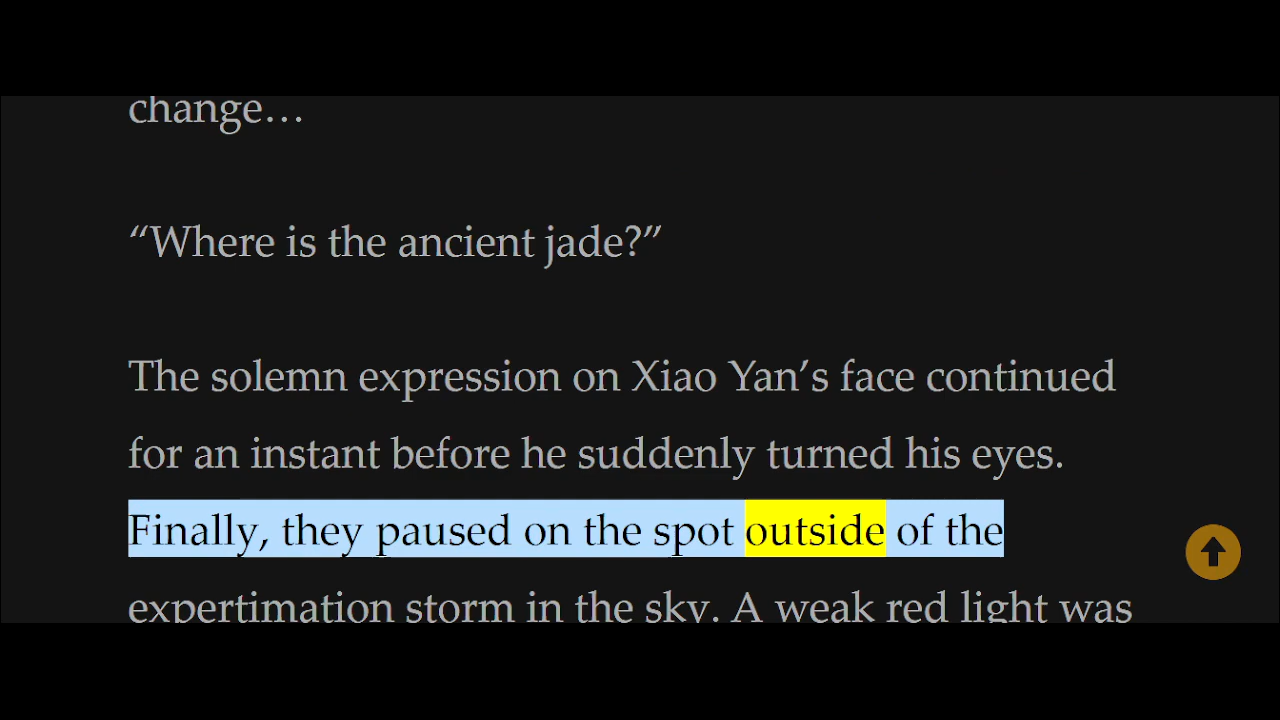 change…
“Where is the ancient jade?”
The solemn expression on Xiao Yan’s face continued
for an instant before he suddenly turned his eyes.
Finally, they paused on the spot outside of the
expertimation storm in the sky. A weak red light was